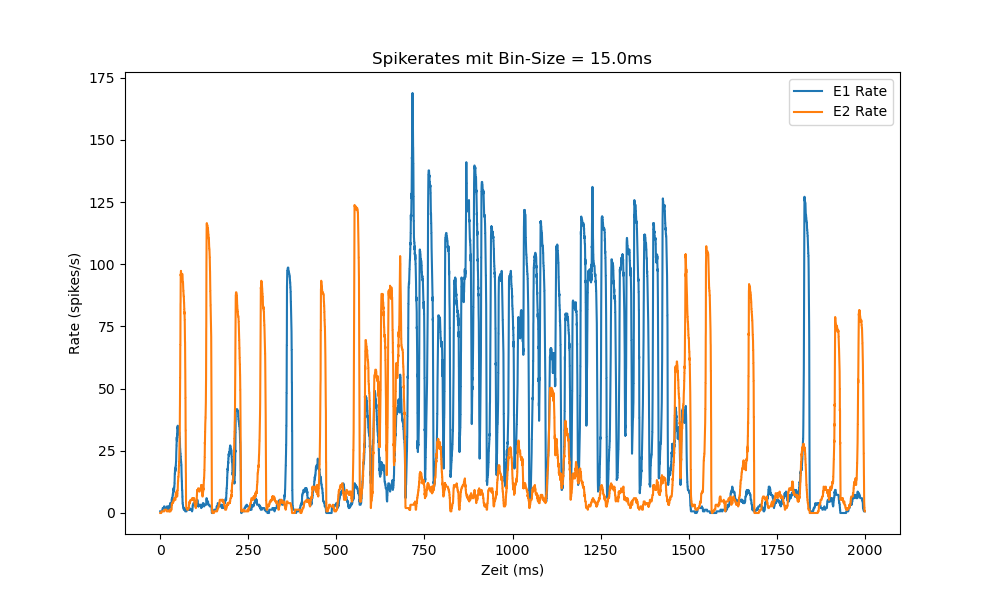 Spikerates mit Bin-Size = 15.0ms
E1 Rate
E2 Rate
Rate (spikes/s)
175
150
125
100
75
50
25
0
0 250 500 750 1000 1250 1500 1750 2000
Zeit (ms)